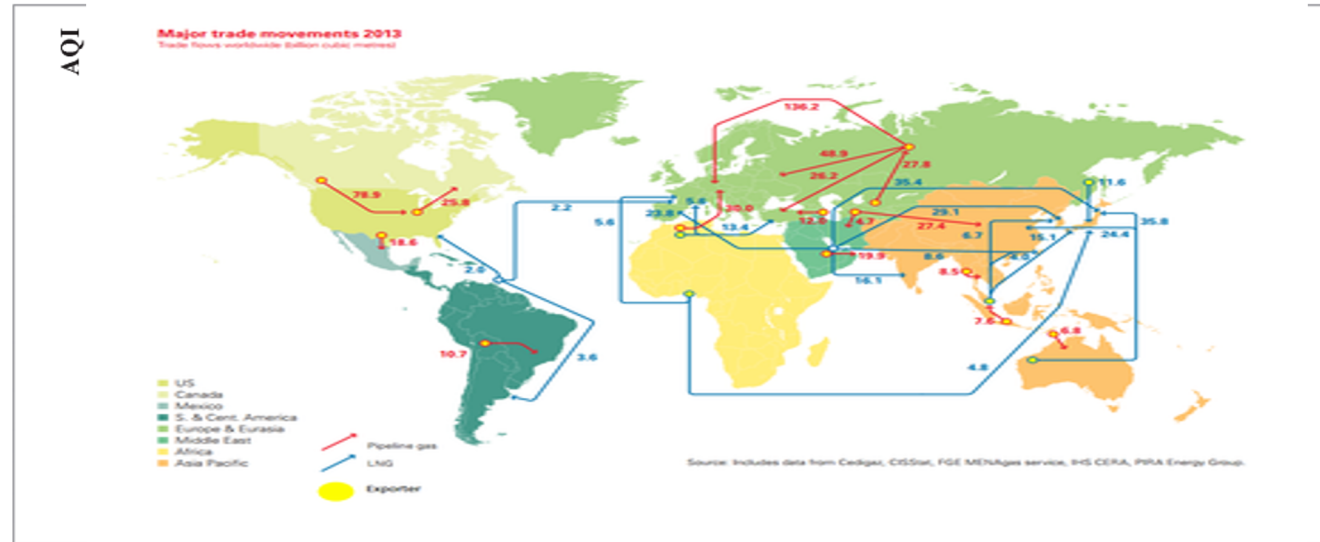 AQI
Major trade movements 2013
Trade flows worldwide (billion cubic metres)
136.2
48.9
27.8
26.2
35.4
11.6
78.9
25.8
2.2
5.6
23.8
30.0
12.0
4.7
29.1
27.4
6.7
15.1
24.4
35.8
5.6
13.4
18.6
2.0
19.9
8.6
4.0
8.5
16.1
7.6
6.8
10.7
3.6
4.8
US
Canada
Mexico
S. & Cent. America
Europe & Eurasia
Middle East
Africa
Asia Pacific
Pipeline gas
LNG
Exporter
Source: Includes data from Cedigaz, CISStat, FGE MENAgas service, IHS CERA, PIRA Energy Group.